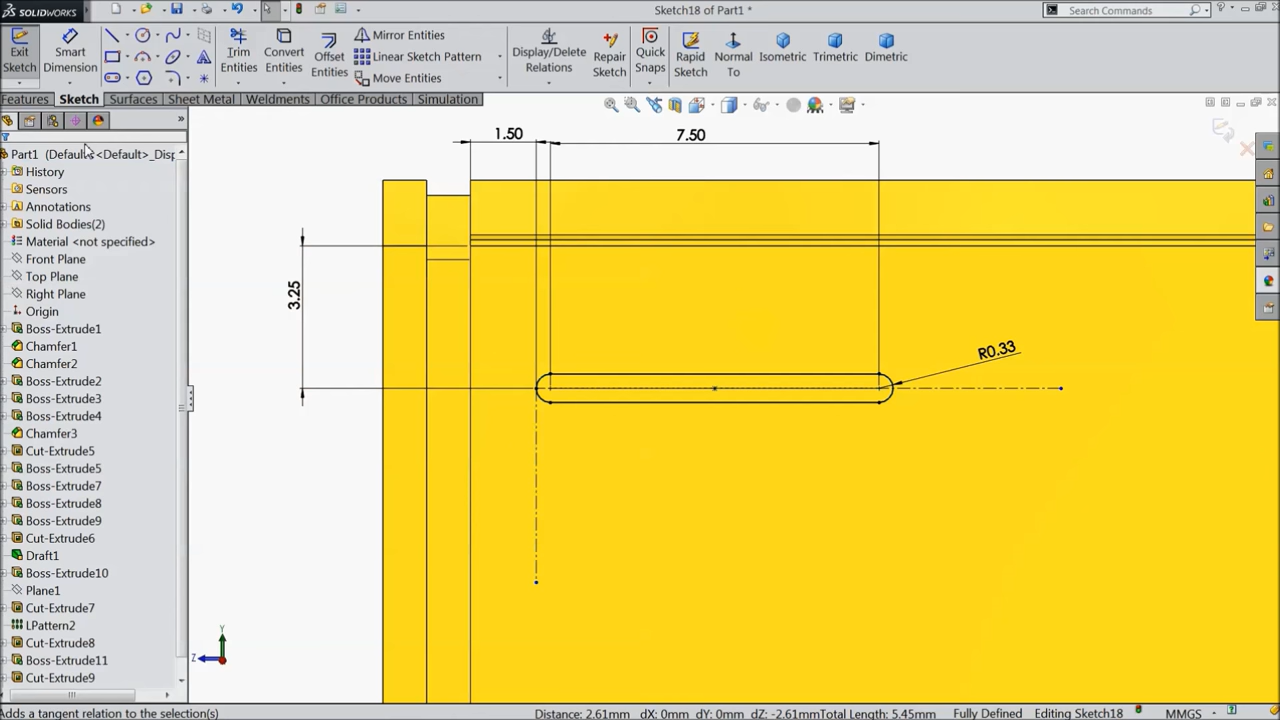 SOLIDWORKS
Sketch18 of Part1 *
Search Commands
Exit Sketch
Smart Dimension
Trim Entities
Convert Entities
Offset Entities
Mirror Entities
Linear Sketch Pattern
Move Entities
Display/Delete Relations
Repair Sketch
Quick Snaps
Rapid Sketch
Normal To
Isometric
Trimetric
Dimetric
Features
Sketch
Surfaces
Sheet Metal
Weldments
Office Products
Simulation
Part1 (Default<<Default>_Disp
History
Sensors
Annotations
Solid Bodies(2)
Material <not specified>
Front Plane
Top Plane
Right Plane
Origin
Boss-Extrude1
Chamfer1
Chamfer2
Boss-Extrude2
Boss-Extrude3
Boss-Extrude4
Chamfer3
Cut-Extrude5
Boss-Extrude5
Boss-Extrude7
Boss-Extrude8
Boss-Extrude9
Cut-Extrude6
Draft1
Boss-Extrude10
Plane1
Cut-Extrude7
LPattern2
Cut-Extrude8
Boss-Extrude11
Cut-Extrude9
1.50
7.50
3.25
R0.33
Y
Z
Adds a tangent relation to the selection(s)
Distance: 2.61mm dX: 0mm dY: 0mm dZ: -2.61mm Total Length: 5.45mm
Fully Defined
Editing Sketch18
MMGS